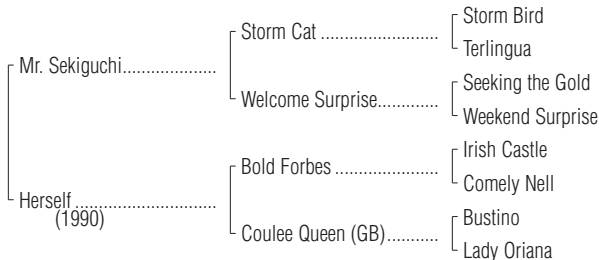 Storm Bird
Storm Cat ........................
Terlingua
Mr. Sekiguchi....................
Seeking the Gold
Welcome Surprise.............
Weekend Surprise
Irish Castle
Bold Forbes ......................
Comely Nell
Herself ..............................
(1990)
Bustino
Coulee Queen (GB)...........
Lady Oriana